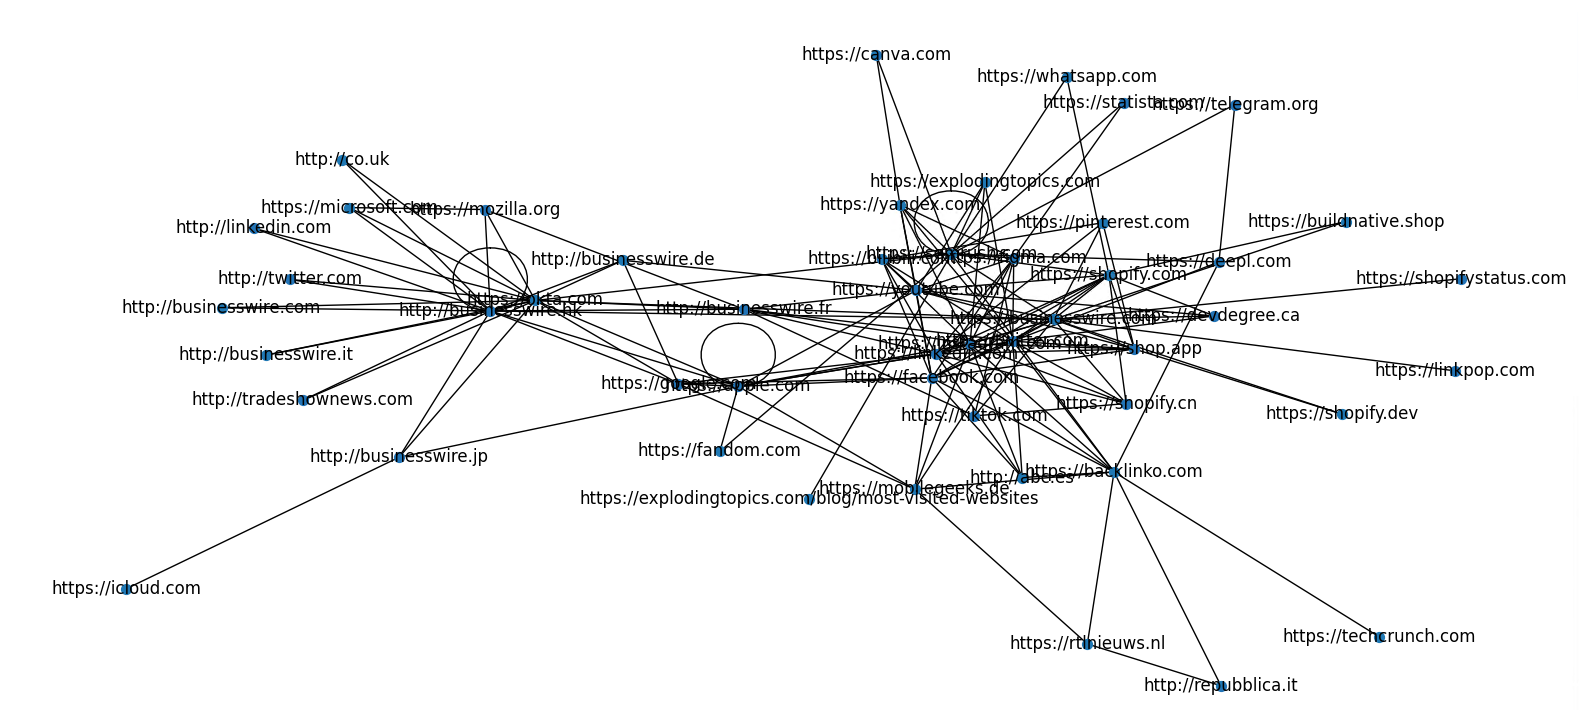 https://canva.com
https://whatsapp.com
https://statista.com
https://telegram.org
http://co.uk
https://explodingtopics.com
https://microsoft.com
https://mozilla.org
https://yandex.com
http://linkedin.com
https://pinterest.com
https://buildnative.shop
http://businesswire.de
https://deepl.com
http://twitter.com
https://shopify.com
https://shopifystatus.com
https://youtube.com
https://okta.com
http://businesswire.com
http://businesswire.hk
http://businesswire.fr
https://businesswire.com
https://devdegree.ca
https://shop.app
http://businesswire.it
https://linkedin.com
https://linkpop.com
https://facebook.com
https://google.com
https://apple.com
http://tradeshownews.com
https://shopify.cn
https://shopify.dev
https://tiktok.com
https://fandom.com
http://businesswire.jp
https://backlinko.com
http://abc.es
https://mobilegeeks.de
https://explodingtopics.com/blog/most-visited-websites
https://icloud.com
https://techcrunch.com
https://rtlnieuws.nl
http://repubblica.it